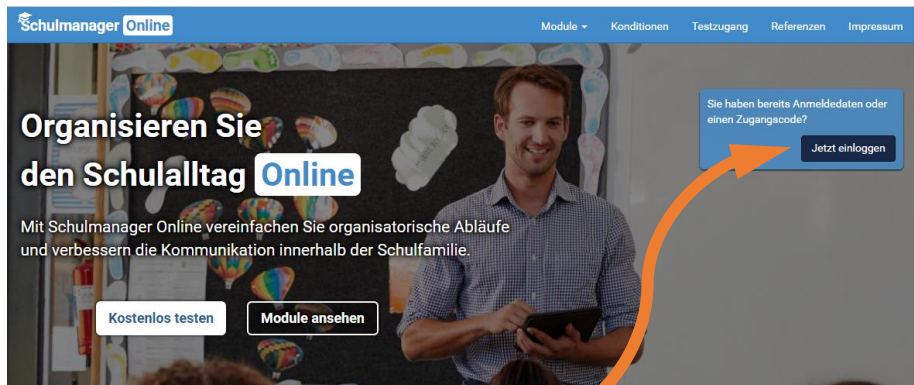 Schulmanager Online
Module Konditionen Testzugang Referenzen Impressum
Sie haben bereits Anmeldedaten oder
einen Zugangscode?
Jetzt einloggen
Organisieren Sie
den Schulalltag Online
Mit Schulmanager Online vereinfachen Sie organisatorische Abläufe
und verbessern die Kommunikation innerhalb der Schulfamilie.
Kostenlos testen Module ansehen